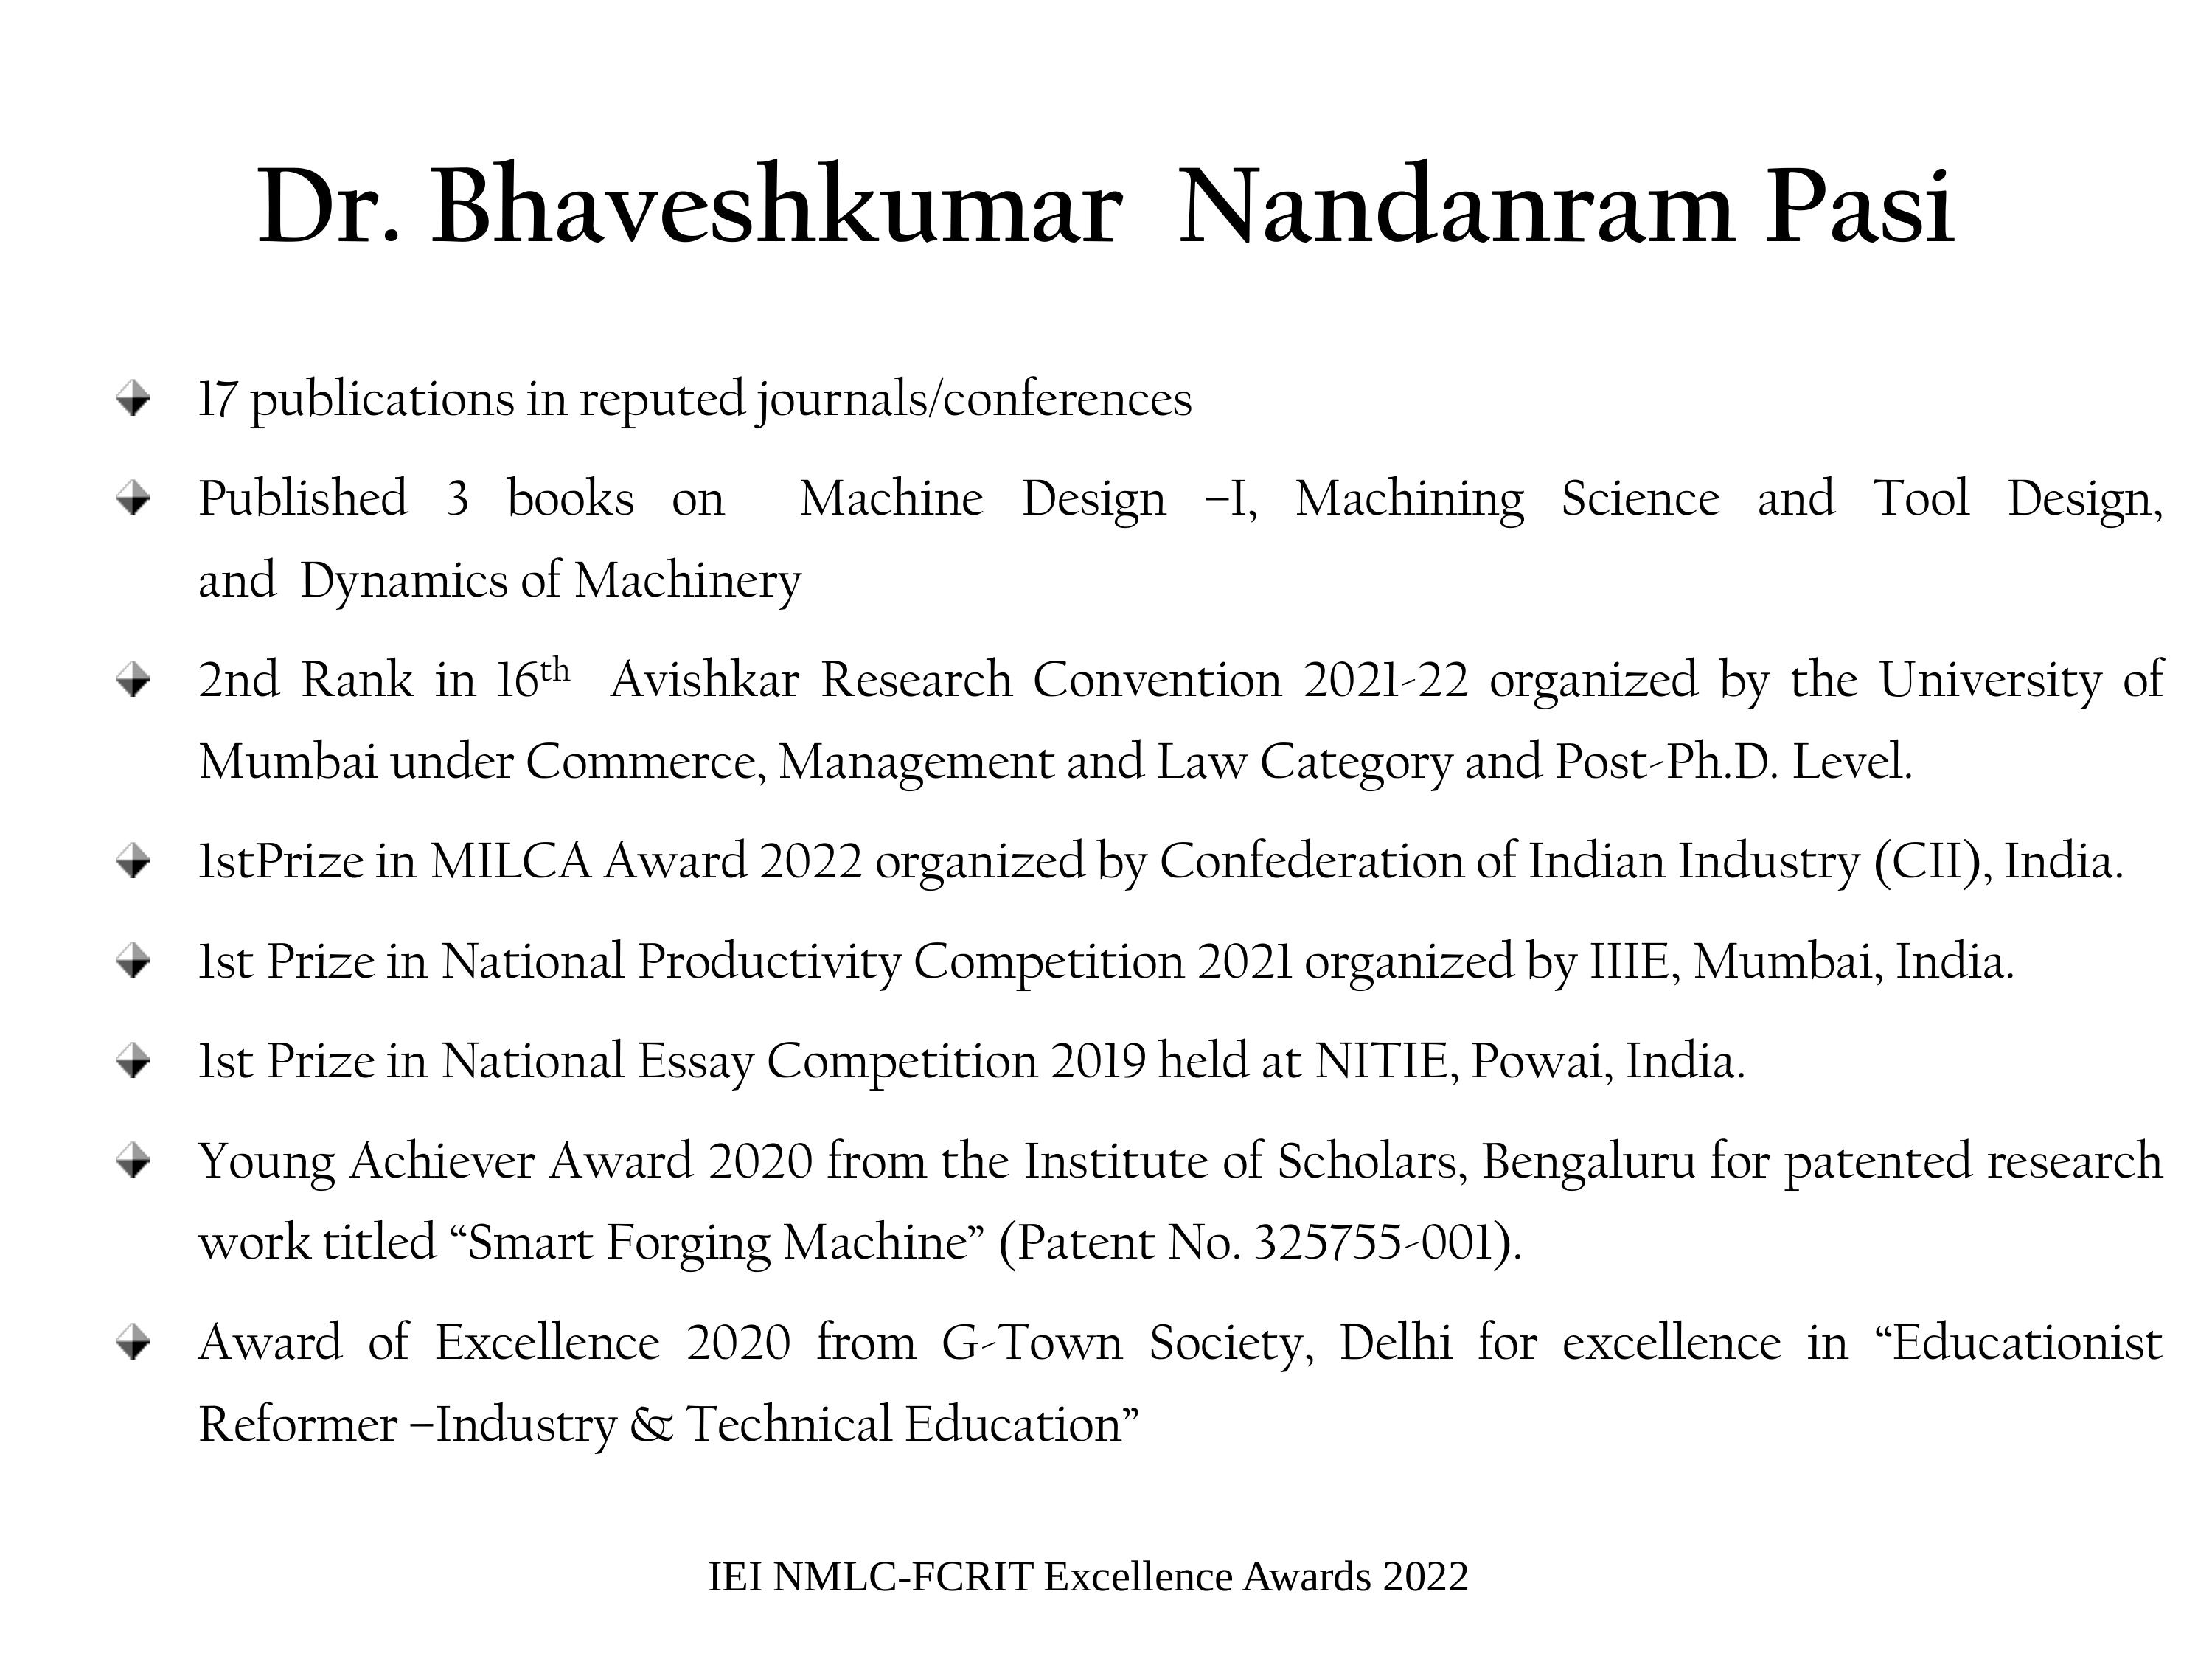 Dr. Bhaveshkumar Nandanram Pasi
17 publications in reputed journals/conferences
Published 3 books on Machine Design –I, Machining Science and Tool Design,
and Dynamics of Machinery
2nd Rank in 16th Avishkar Research Convention 2021-22 organized by the University of
Mumbai under Commerce, Management and Law Category and Post-Ph.D. Level.
1stPrize in MILCA Award 2022 organized by Confederation of Indian Industry (CII), India.
1st Prize in National Productivity Competition 2021 organized by IIIE, Mumbai, India.
1st Prize in National Essay Competition 2019 held at NITIE, Powai, India.
Young Achiever Award 2020 from the Institute of Scholars, Bengaluru for patented research
work titled “Smart Forging Machine” (Patent No. 325755-001).
Award of Excellence 2020 from G-Town Society, Delhi for excellence in “Educationist
Reformer –Industry & Technical Education”
IEI NMLC-FCRIT Excellence Awards 2022